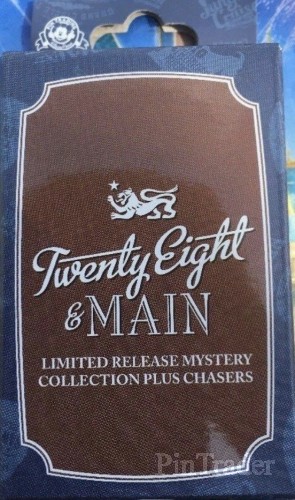 Twenty Eight
& MAIN
LIMITED RELEASE MYSTERY
COLLECTION PLUS CHASERS
PinTrader